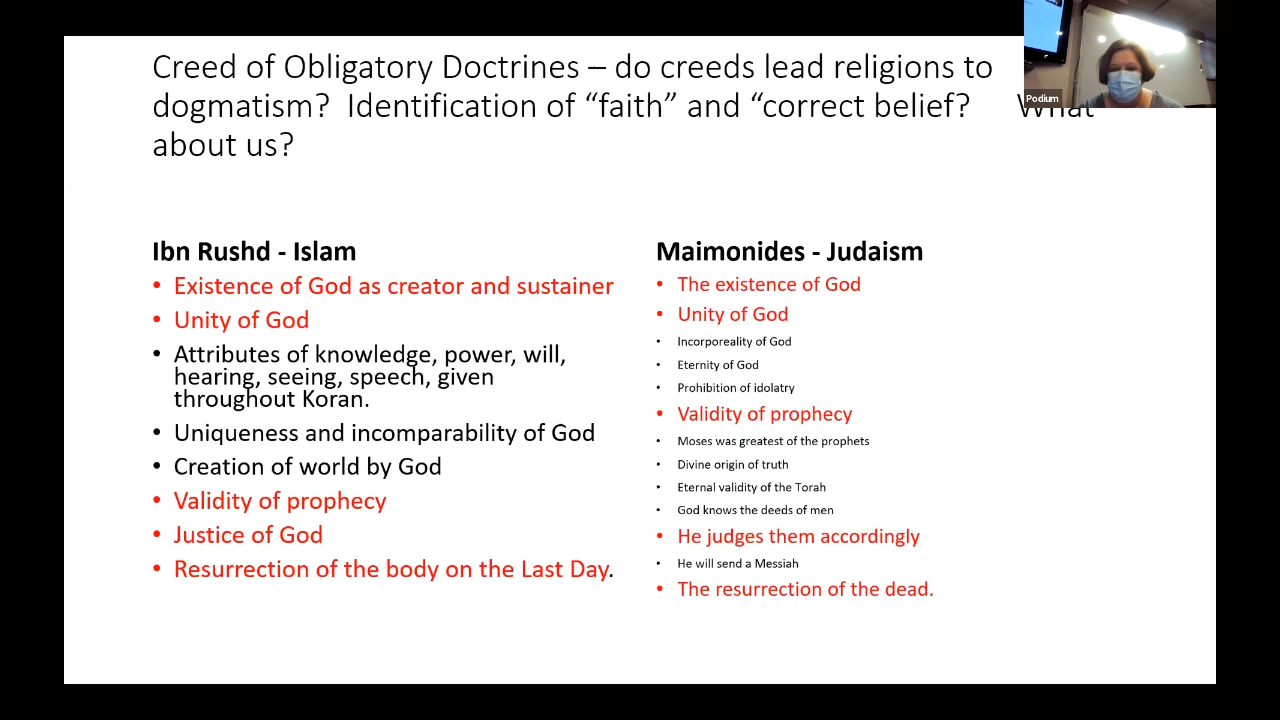 Creed of Obligatory Doctrines – do creeds lead religions to
dogmatism? Identification of “faith” and “correct belief? What
about us?
Podium
Ibn Rushd - Islam
• Existence of God as creator and sustainer
• Unity of God
• Attributes of knowledge, power, will,
hearing, seeing, speech, given
throughout Koran.
• Uniqueness and incomparability of God
• Creation of world by God
• Validity of prophecy
• Justice of God
• Resurrection of the body on the Last Day.
Maimonides - Judaism
• The existence of God
• Unity of God
• Incorporeality of God
• Eternity of God
• Prohibition of idolatry
• Validity of prophecy
• Moses was greatest of the prophets
• Divine origin of truth
• Eternal validity of the Torah
• God knows the deeds of men
• He judges them accordingly
• He will send a Messiah
• The resurrection of the dead.